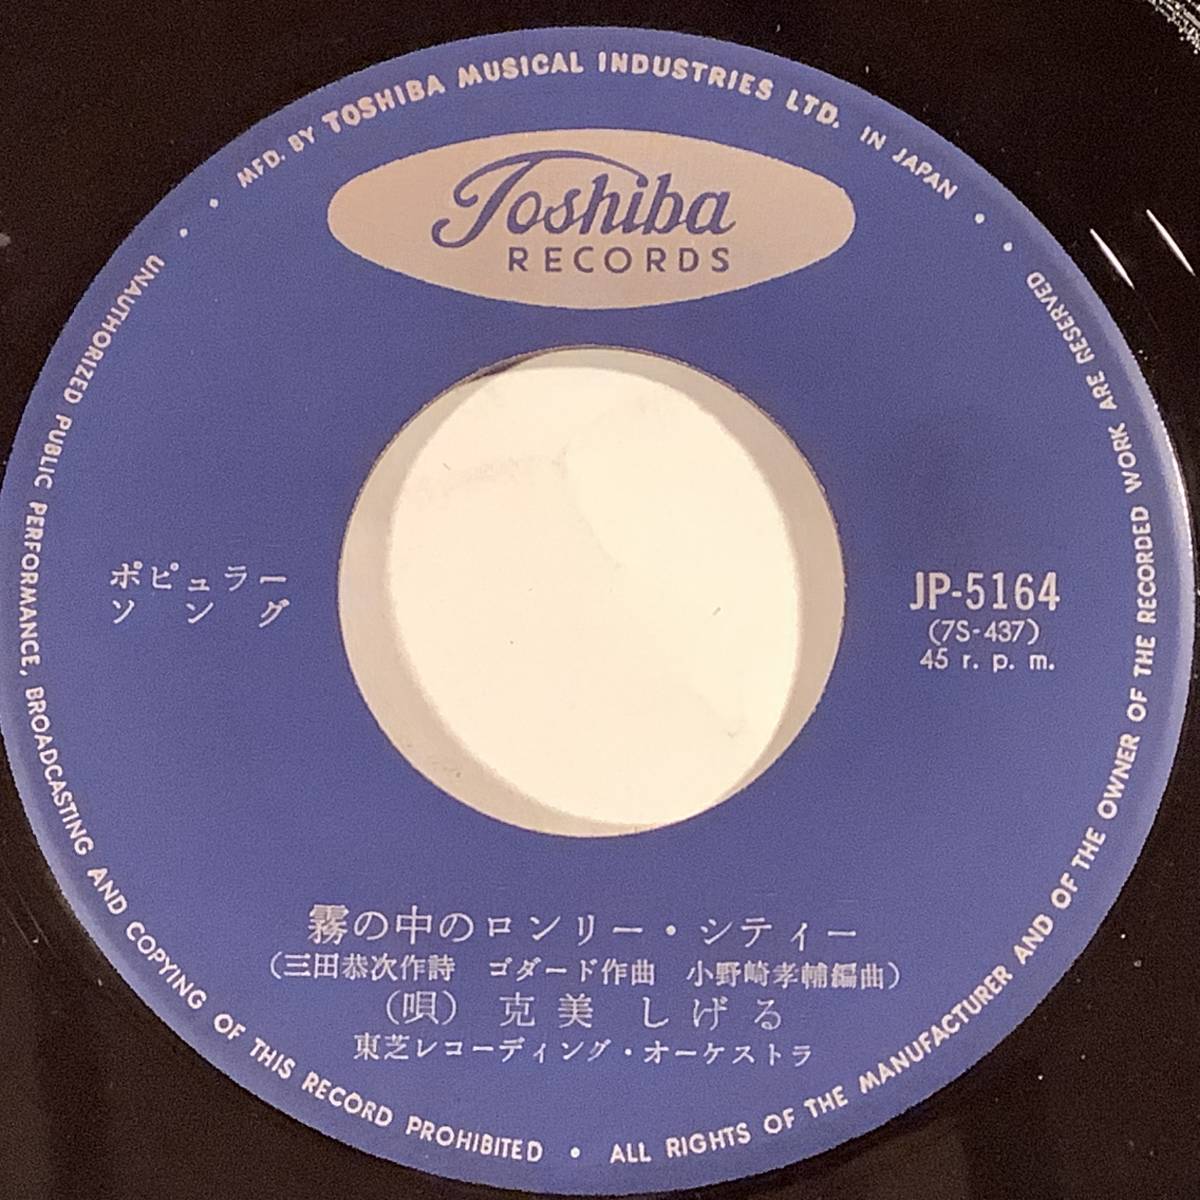 MFD. BY TOSHIBA MUSICAL INDUSTRIES LTD. IN JAPAN
Toshiba
RECORDS
ポピュラー
ソング
JP-5164
(7S-437)
45 r. p. m.
霧の中のロンリー・シティー
(三田恭次作詩 ゴダード作曲 小野崎孝輔編曲)
(唄) 克美 しげる
東芝レコーディング・オーケストラ
UNAUTHORIZED PUBLIC PERFORMANCE, BROADCASTING AND COPYING OF THIS RECORD PROHIBITED • ALL RIGHTS OF THE MANUFACTURER AND OF THE OWNER OF THE RECORDED WORK ARE RESERVED